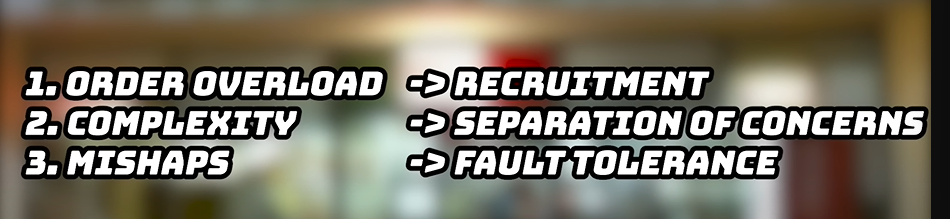 1. ORDER OVERLOAD -> RECRUITMENT
2. COMPLEXITY -> SEPARATION OF CONCERNS
3. MISHAPS -> FAULT TOLERANCE